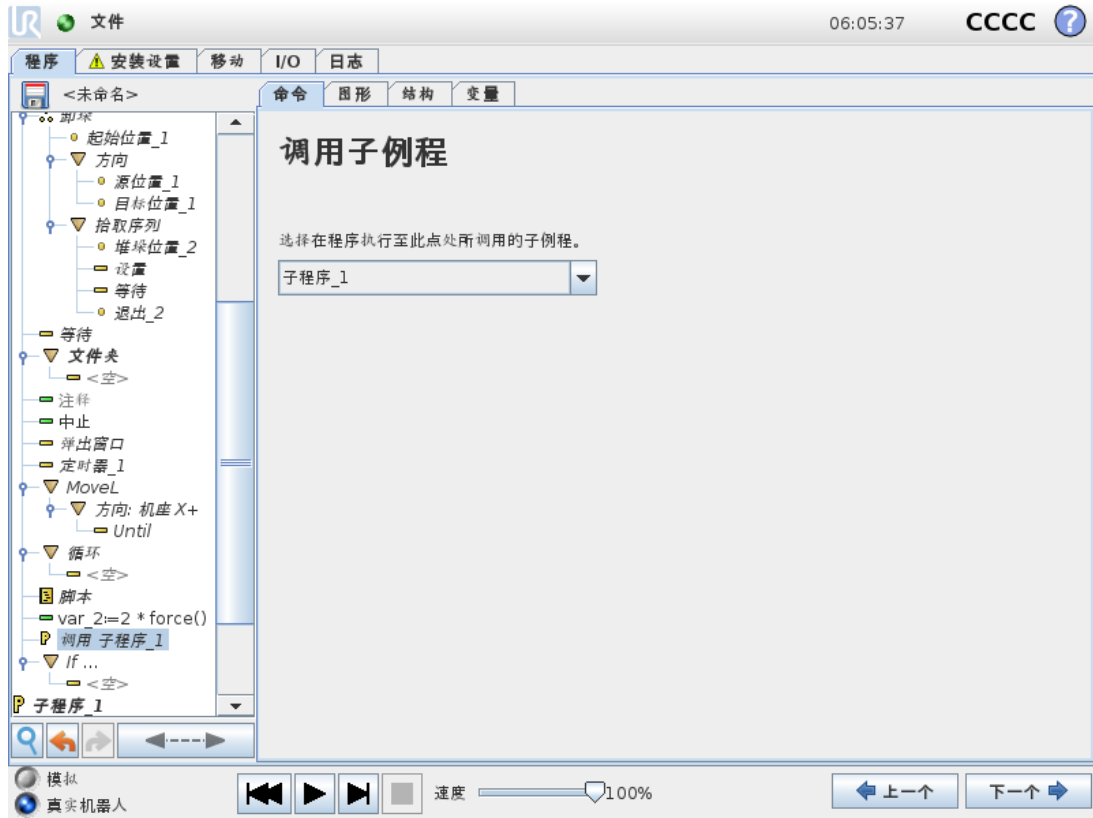 UR 文件 06:05:37 CCCC ?
程序 安装设置 移动 I/O 日志
<未命名> 命令 图形 结构 变量
卸垛
起始位置_1
方向
源位置_1
目标位置_1
拾取序列
堆垛位置_2
设置
等待
退出_2
等待
文件夹
<空>
注释
中止
弹出窗口
定时器_1
MoveL
方向: 机座 X+
Until
循环
<空>
脚本
var_2:=2 * force()
调用 子程序_1
If ...
<空>
子程序_1
调用子例程
选择在程序执行至此点处所调用的子例程。
子程序_1
模拟
真实机器人
速度 100%
上一个 下一个